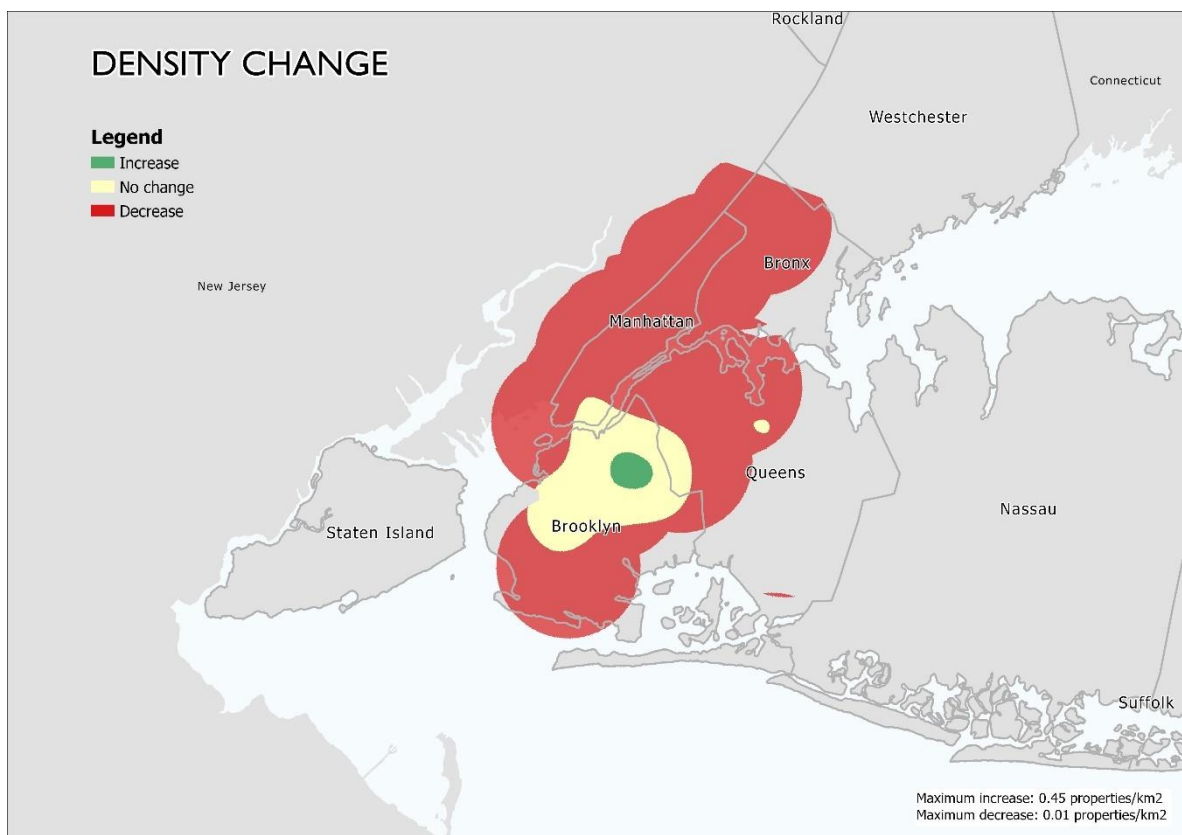 Rockland
DENSITY CHANGE
Connecticut
Westchester
Legend
Increase
No change
Decrease
Bronx
New Jersey
Manhattan
Queens
Nassau
Brooklyn
Staten Island
Suffolk
Maximum increase: 0.45 properties/km2
Maximum decrease: 0.01 properties/km2